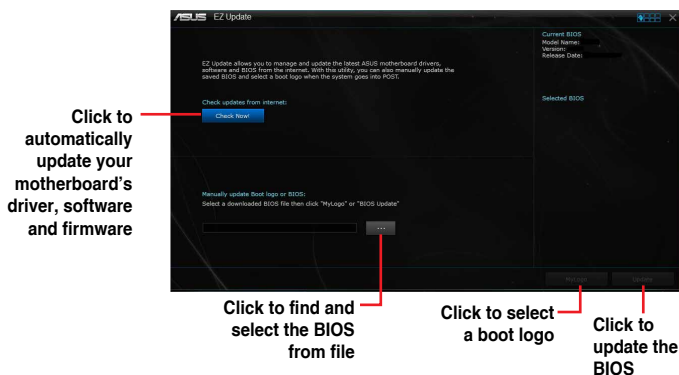 ASUS EZ Update
EZ Update allows you to manage and update the latest ASUS motherboard drivers,
software and BIOS from the internet. With this utility, you can also manually update the
saved BIOS and select a boot logo when the system goes into POST.
Check updates from internet:
Check Now!
Manually update Boot logo or BIOS:
Select a downloaded BIOS file then click "MyLogo" or "BIOS Update"
...
Current BIOS
Model Name:
Version:
Release Date:
Selected BIOS
MyLogo
Update
Click to
automatically
update your
motherboard's
driver, software
and firmware
Click to find and
select the BIOS
from file
Click to select
a boot logo
Click to
update the
BIOS